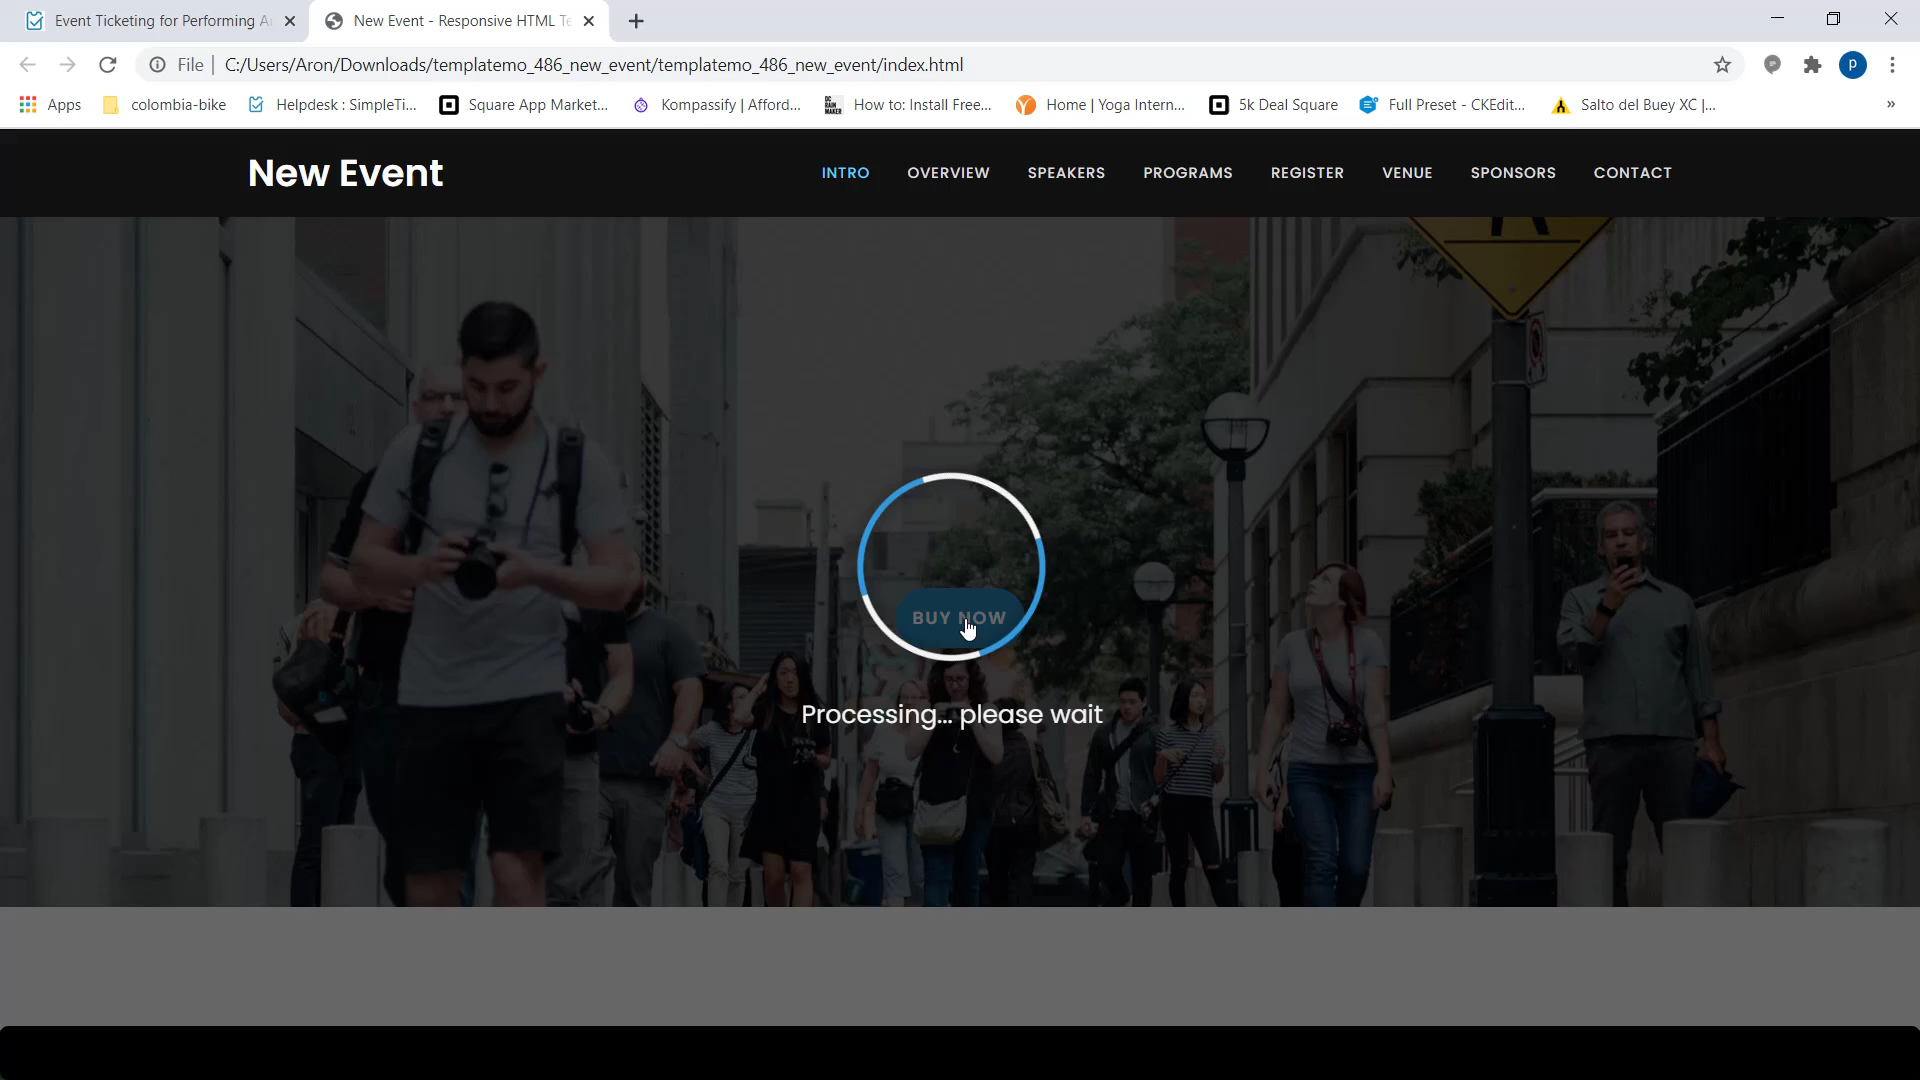 Event Ticketing for Performing A
New Event - Responsive HTML Te
File
C:/Users/Aron/Downloads/templatemo_486_new_event/templatemo_486_new_event/index.html
P
Apps
colombia-bike
Helpdesk : SimpleTi...
Square App Market...
Kompassify | Afford...
DC RAIN MAKER
How to: Install Free...
Home | Yoga Intern...
5k Deal Square
Full Preset - CKEdit...
Salto del Buey XC |...
»
New Event
INTRO
OVERVIEW
SPEAKERS
PROGRAMS
REGISTER
VENUE
SPONSORS
CONTACT
BUY NOW
Processing... please wait